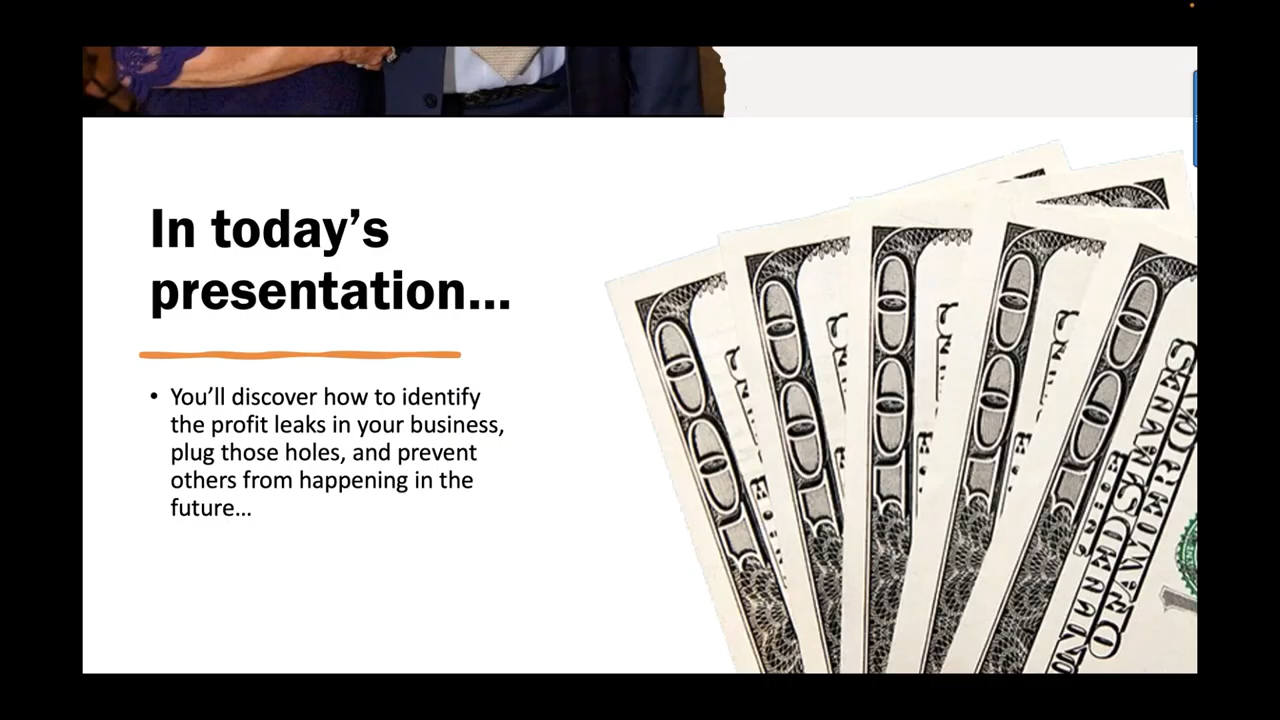 In today’s
presentation...
• You’ll discover how to identify
the profit leaks in your business,
plug those holes, and prevent
others from happening in the
future...